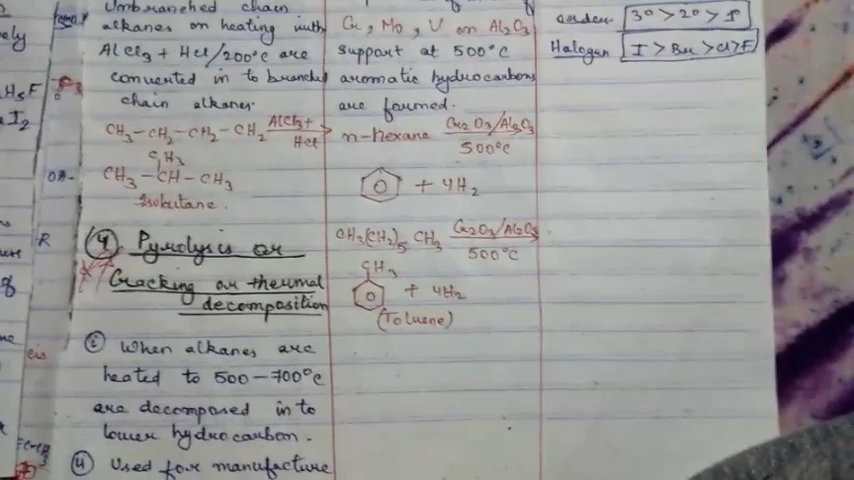 Unbranched chain
alkanes on heating with
AlCl3 + HCl/200°C are
converted in to branched
chain alkanes.
CH3-CH2-CH2-CH2 AlCl3+ HCl
CH3
CH3-CH-CH3
Isobutane.
(4) Pyrolysis or
Cracking or thermal
decomposition
(i) When alkanes are
heated to 500-700°C
are decomposed in to
lower hydrocarbon.
(ii) Used for manufacture
Cr, Mo, V on Al2O3
support at 500°C
aromatic hydrocarbons
are formed.
n-hexane Cr2O3/Al2O3
500°C
+ 4H2
CH3(CH2)5 CH3 Cr2O3/Al2O3
500°C
CH3
+ 4H2
(Toluene)
order 3° > 2° > 1°
Halogen I > Br > Cl > F